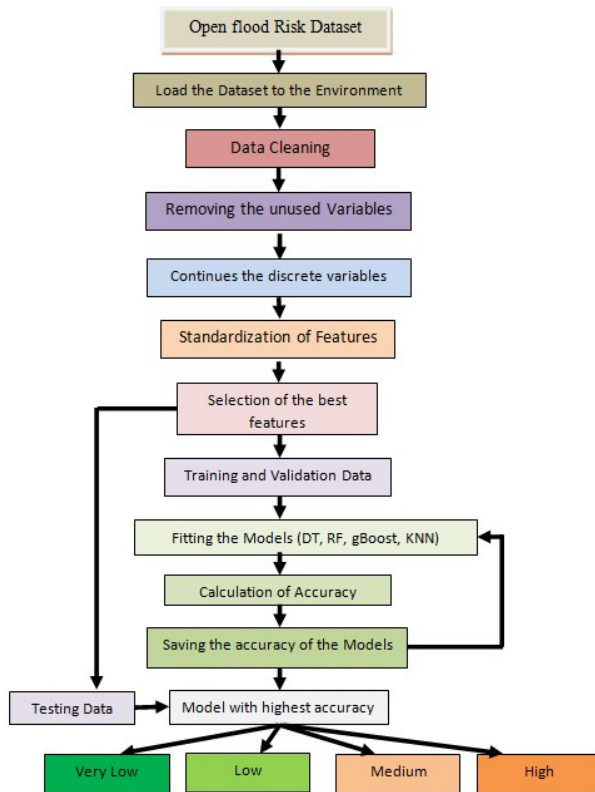 Open flood Risk Dataset
Load the Dataset to the Environment
Data Cleaning
Removing the unused Variables
Continues the discrete variables
Standardization of Features
Selection of the best
features
Training and Validation Data
Fitting the Models (DT, RF, gBoost, KNN)
Calculation of Accuracy
Saving the accuracy of the Models
Testing Data
Model with highest accuracy
Very Low
Low
Medium
High